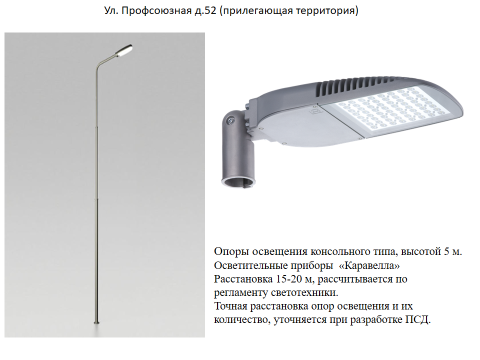 Ул. Профсоюзная д.52 (прилегающая территория)
Опоры освещения консольного типа, высотой 5 м.
Осветительные приборы «Каравелла»
Расстановка 15-20 м, рассчитывается по
регламенту светотехники.
Точная расстановка опор освещения и их
количество, уточняется при разработке ПСД.